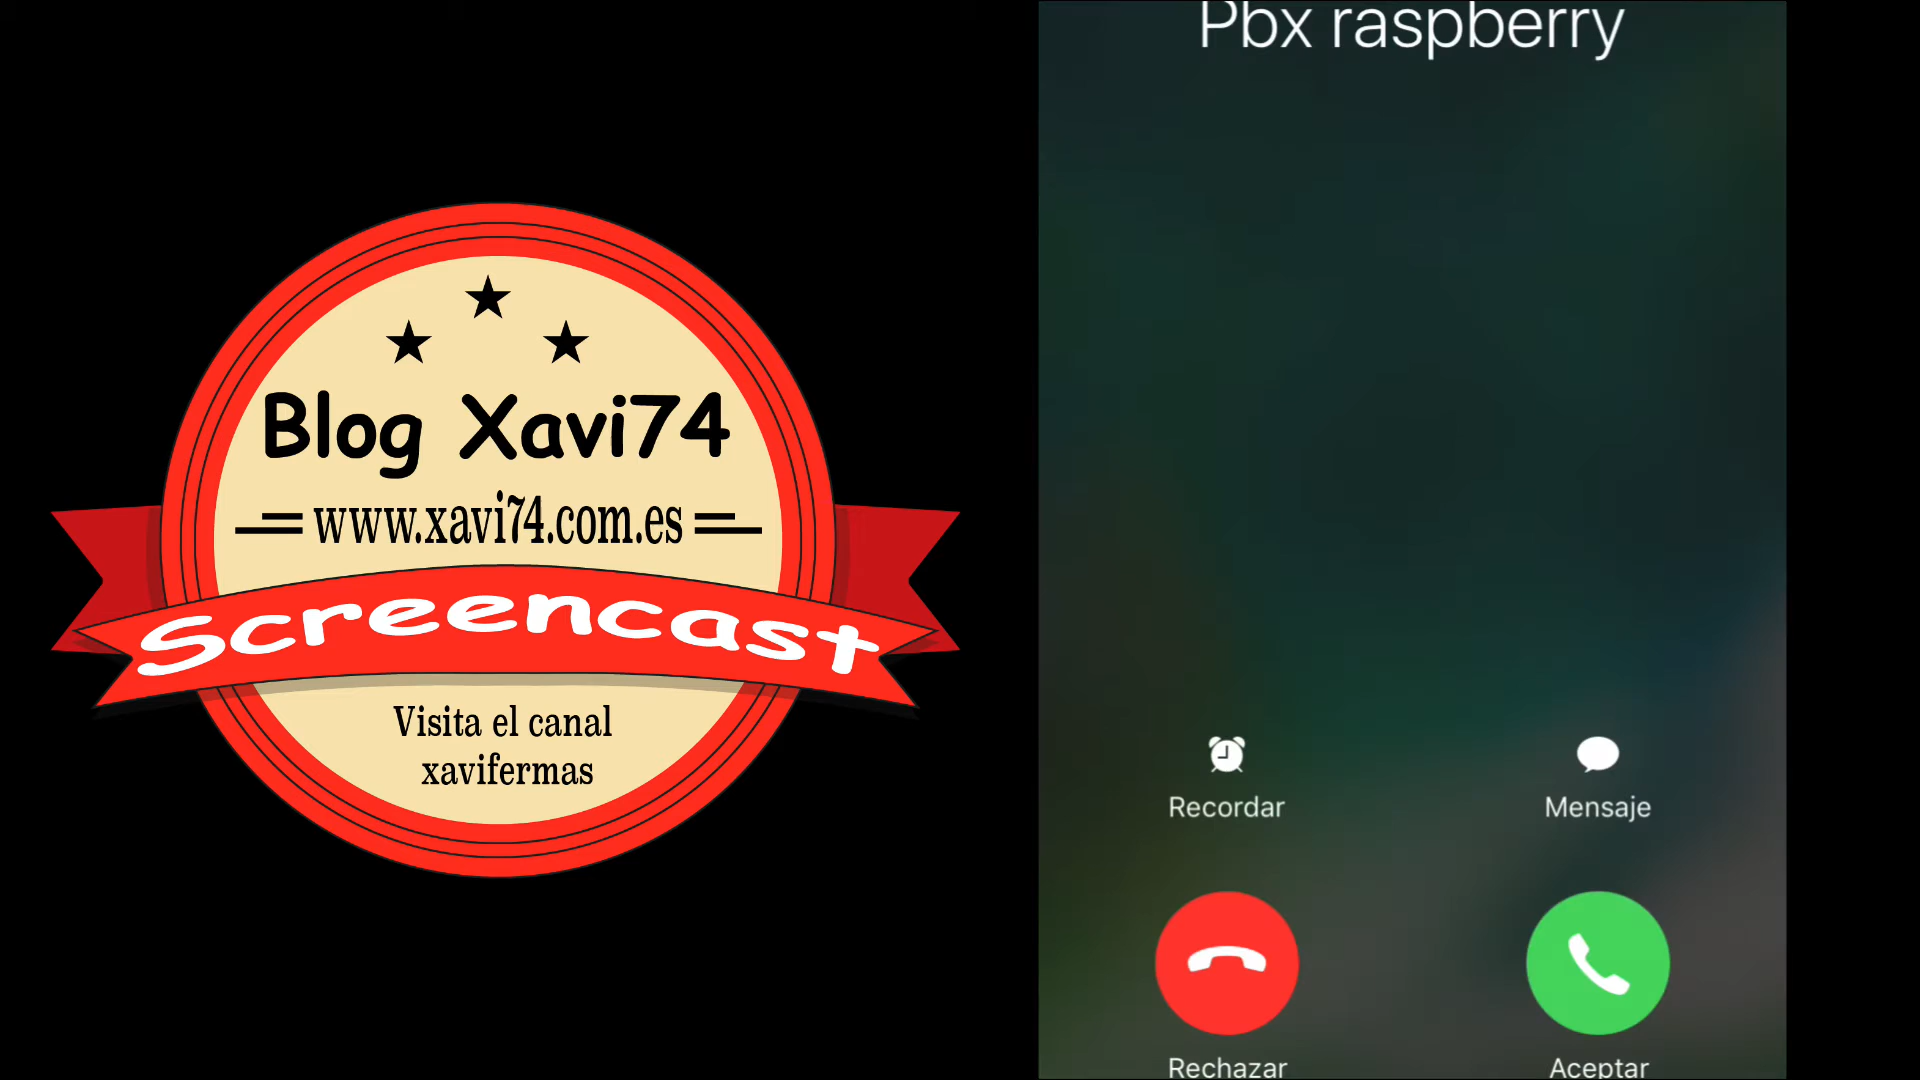 Blog Xavi74
www.xavi74.com.es
Screencast
Visita el canal
xavifermas
Pbx raspberry
Recordar
Mensaje
Rechazar
Aceptar